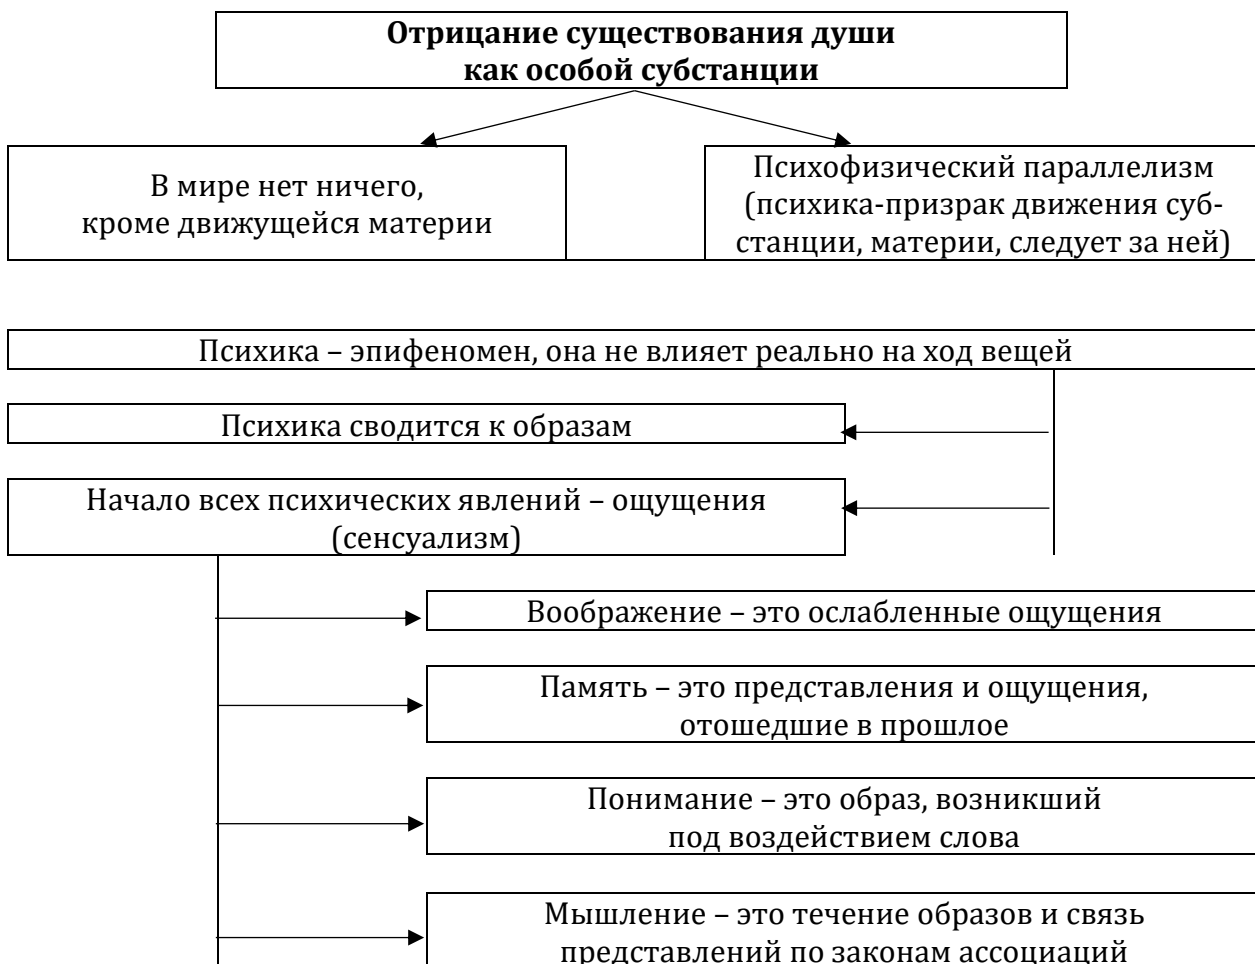 Отрицание существования души
как особой субстанции
В мире нет ничего,
кроме движущейся материи
Психофизический параллелизм
(психика-призрак движения суб-
станции, материи, следует за ней)
Психика – эпифеномен, она не влияет реально на ход вещей
Психика сводится к образам
Начало всех психических явлений – ощущения
(сенсуализм)
Воображение – это ослабленные ощущения
Память – это представления и ощущения,
отошедшие в прошлое
Понимание – это образ, возникший
под воздействием слова
Мышление – это течение образов и связь
представлений по законам ассоциаций